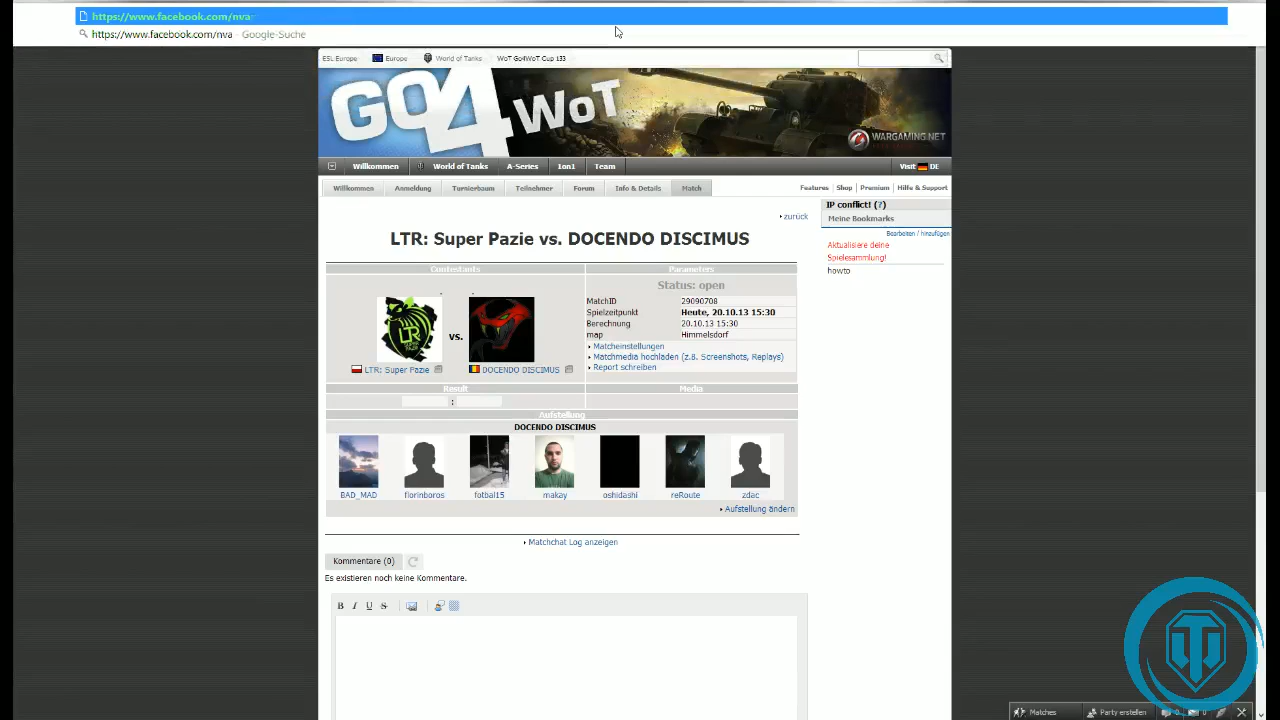 https://www.facebook.com/nva
https://www.facebook.com/nva - Google-Suche
ESL Europe Europe World of Tanks WoT Go4WoT Cup 133
GO4WoT
WARGAMING.NET
Willkommen World of Tanks A-Series 1on1 Team Visit DE
Willkommen Anmeldung Turnierbaum Teilnehmer Forum Info & Details Match Features Shop Premium Hilfe & Support
IP conflict! (?)
zurück
Meine Bookmarks
Bearbeiten / hinzufügen
LTR: Super Pazie vs. DOCENDO DISCIMUS
Aktualisiere deine
Spielesammlung!
howto
Contestants Parameters
Status: open
MatchID 29090708
Spielzeitpunkt Heute, 20.10.13 15:30
Berechnung 20.10.13 15:30
map Himmelsdorf
LTR
vs.
Matcheinstellungen
Matchmedia hochladen (z.B. Screenshots, Replays)
Report schreiben
LTR: Super Pazie DOCENDO DISCIMUS
Result Media
:
Aufstellung
DOCENDO DISCIMUS
BAD_MAD florinboros fotbal15 makay oshidashi reRoute zdac
Aufstellung ändern
Matchchat Log anzeigen
Kommentare (0)
Es existieren noch keine Kommentare.
B I U S
Matches Party erstellen 0 0